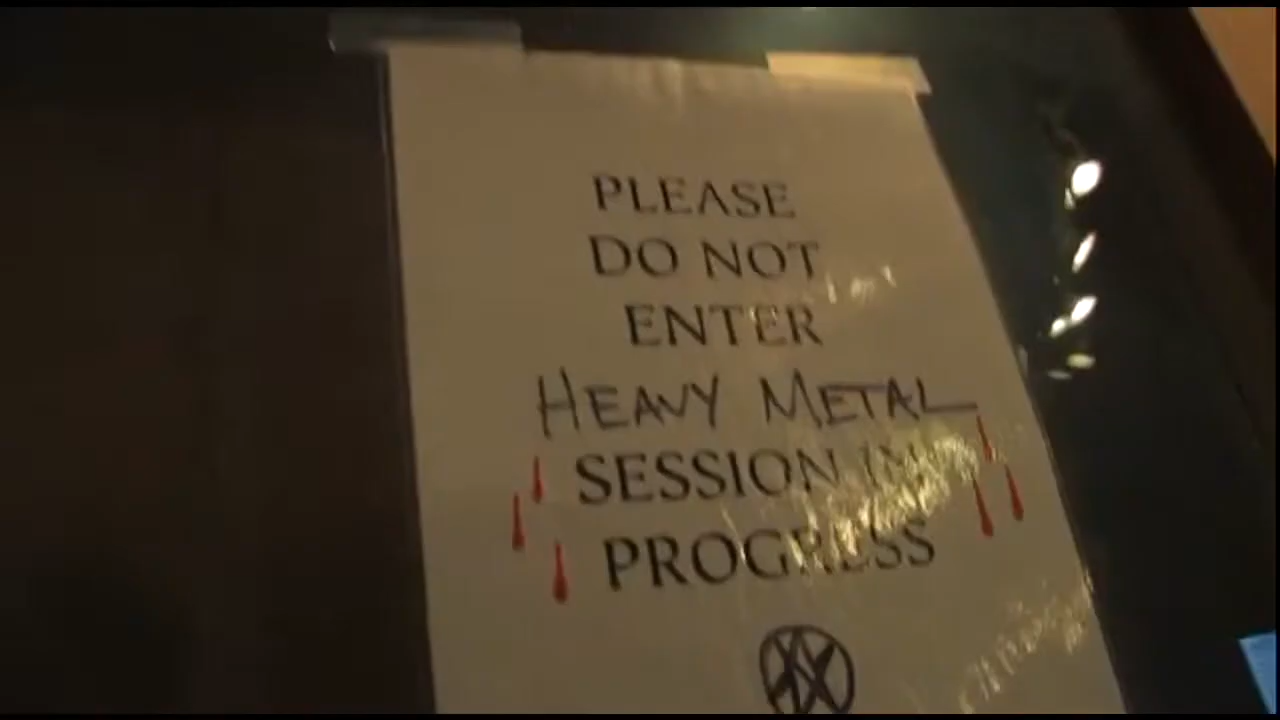 PLEASE
DO NOT
ENTER
HEAVY METAL
SESSION IN
PROGRESS